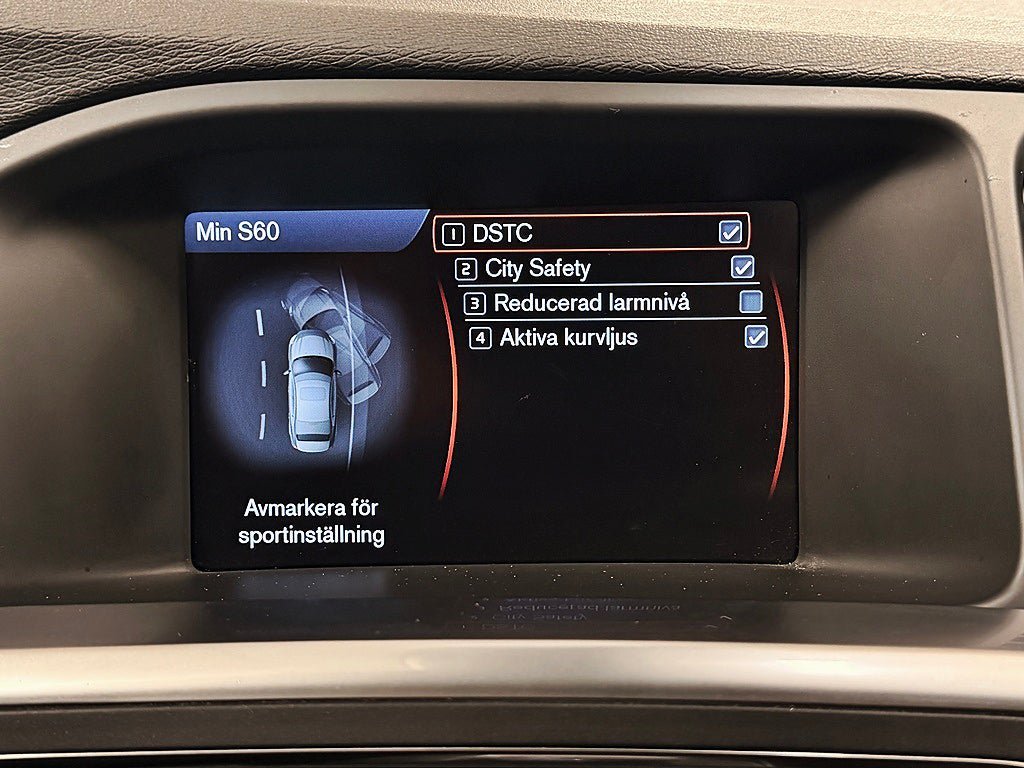 Min S60
1 DSTC
2 City Safety
3 Reducerad larmnivå
4 Aktiva kurvljus
Avmarkera för
sportinställning